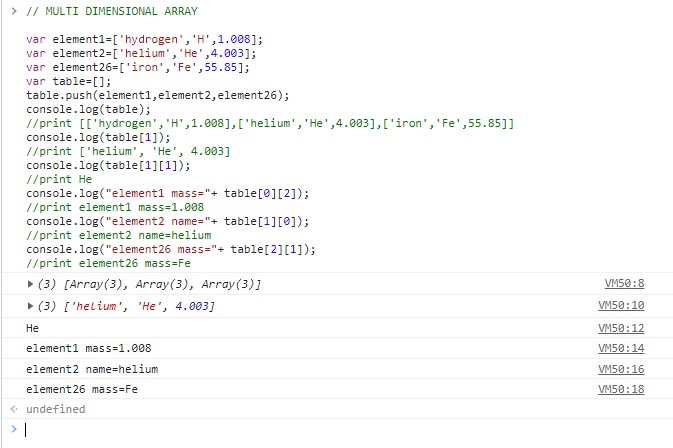 // MULTI DIMENSIONAL ARRAY
var element1=['hydrogen','H',1.008];
var element2=['helium','He',4.003];
var element26=['iron','Fe',55.85];
var table=[];
table.push(element1,element2,element26);
console.log(table);
//print [['hydrogen','H',1.008],['helium','He',4.003],['iron','Fe',55.85]]
console.log(table[1]);
//print ['helium', 'He', 4.003]
console.log(table[1][1]);
//print He
console.log("element1 mass="+ table[0][2]);
//print element1 mass=1.008
console.log("element2 name="+ table[1][0]);
//print element2 name=helium
console.log("element26 mass="+ table[2][1]);
//print element26 mass=Fe
(3) [Array(3), Array(3), Array(3)] VM50:8
(3) ['helium', 'He', 4.003] VM50:10
He VM50:12
element1 mass=1.008 VM50:14
element2 name=helium VM50:16
element26 mass=Fe VM50:18
undefined